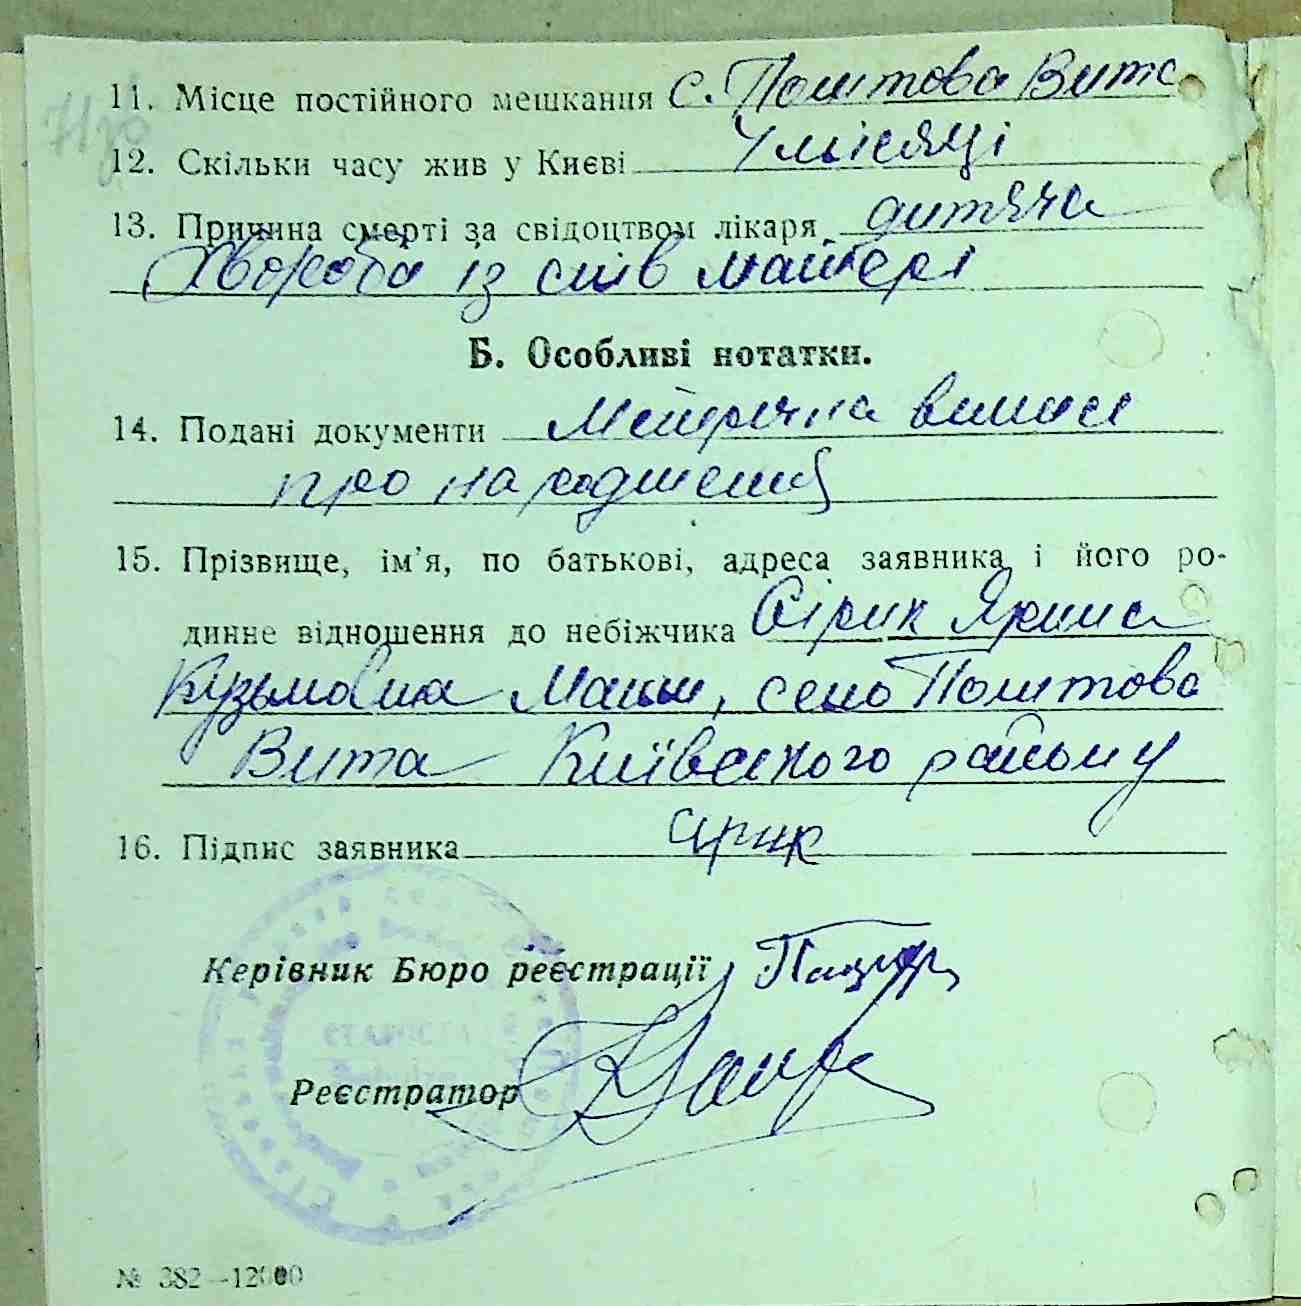 11. Місце постійного мешкання с. Поштова Вита
12. Скільки часу жив у Києві 4 місяці
13. Причина смерті за свідоцтвом лікаря дитяча
хвороба із слів матері
Б. Особливі нотатки.
14. Подані документи Метрична виписи
про народження
15. Прізвище, ім'я, по батькові, адреса заявника і його ро-
динне відношення до небіжчика Сірик Ярина
Кузьмовна Мати, село Поштова
Вита Київського району
16. Підпис заявника Сірик
Керівник Бюро реєстрації
Реєстратор
СТАРОСТА
№ 382—12000